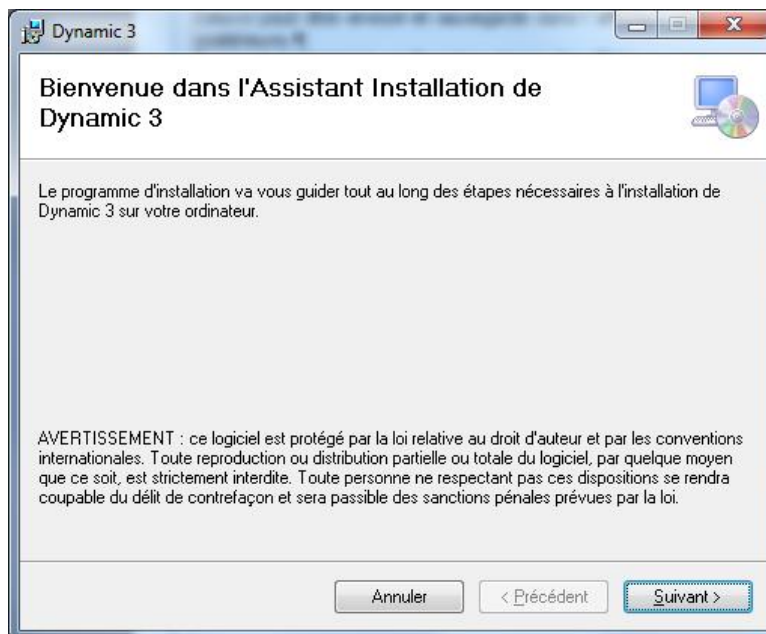 Dynamic 3
Bienvenue dans l'Assistant Installation de
Dynamic 3
Le programme d'installation va vous guider tout au long des étapes nécessaires à l'installation de
Dynamic 3 sur votre ordinateur.
AVERTISSEMENT : ce logiciel est protégé par la loi relative au droit d'auteur et par les conventions
internationales. Toute reproduction ou distribution partielle ou totale du logiciel, par quelque moyen
que ce soit, est strictement interdite. Toute personne ne respectant pas ces dispositions se rendra
coupable du délit de contrefaçon et sera passible des sanctions pénales prévues par la loi.
Annuler < Précédent Suivant >